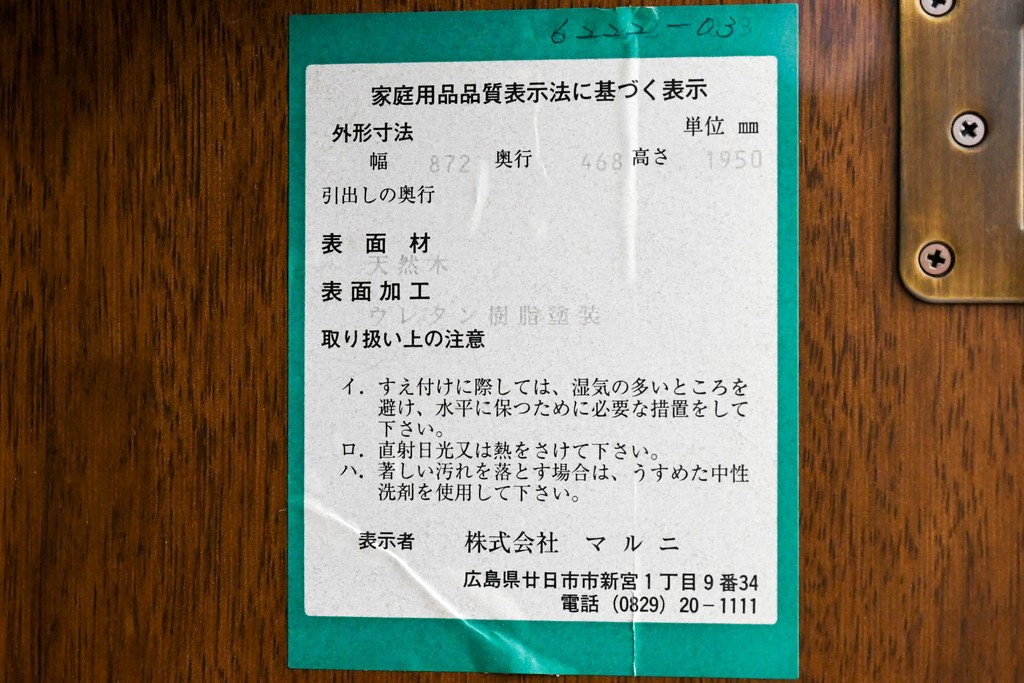 6222-033
家庭用品品質表示法に基づく表示
外形寸法 単位 mm
幅 872 奥行 468 高さ 1950
引出しの奥行
表面材
天然木
表面加工
ウレタン樹脂塗装
取り扱い上の注意
イ. すえ付けに際しては、湿気の多いところを
避け、水平に保つために必要な措置をして
下さい。
ロ. 直射日光又は熱をさけて下さい。
ハ. 著しい汚れを落とす場合は、うすめた中性
洗剤を使用して下さい。
表示者 株式会社 マルニ
広島県廿日市市新宮1丁目9番34
電話 (0829) 20-1111